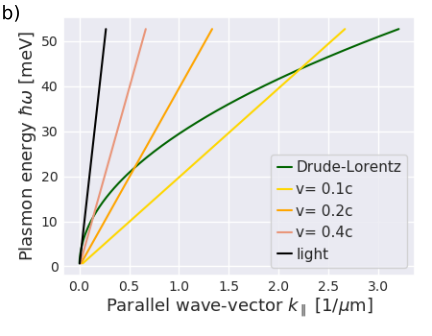 b)
Plasmon energy ℏω [meV]
50
40
30
20
10
0
0.0 0.5 1.0 1.5 2.0 2.5 3.0
Parallel wave-vector k∥ [1/μm]
Drude-Lorentz
v= 0.1c
v= 0.2c
v= 0.4c
light